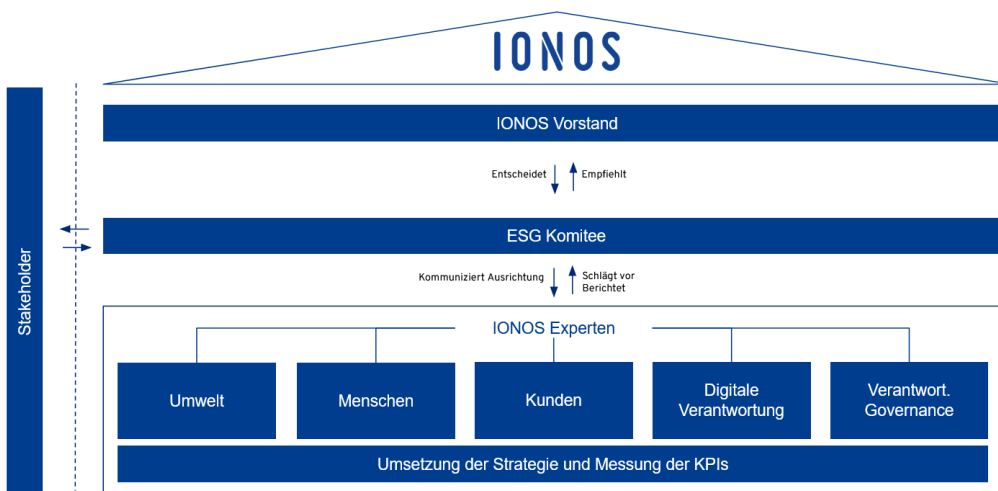 IONOS
IONOS Vorstand
Entscheidet
Empfiehlt
ESG Komitee
Kommuniziert Ausrichtung
Schlägt vor
Berichtet
Stakeholder
IONOS Experten
Umwelt
Menschen
Kunden
Digitale
Verantwortung
Verantwort.
Governance
Umsetzung der Strategie und Messung der KPIs